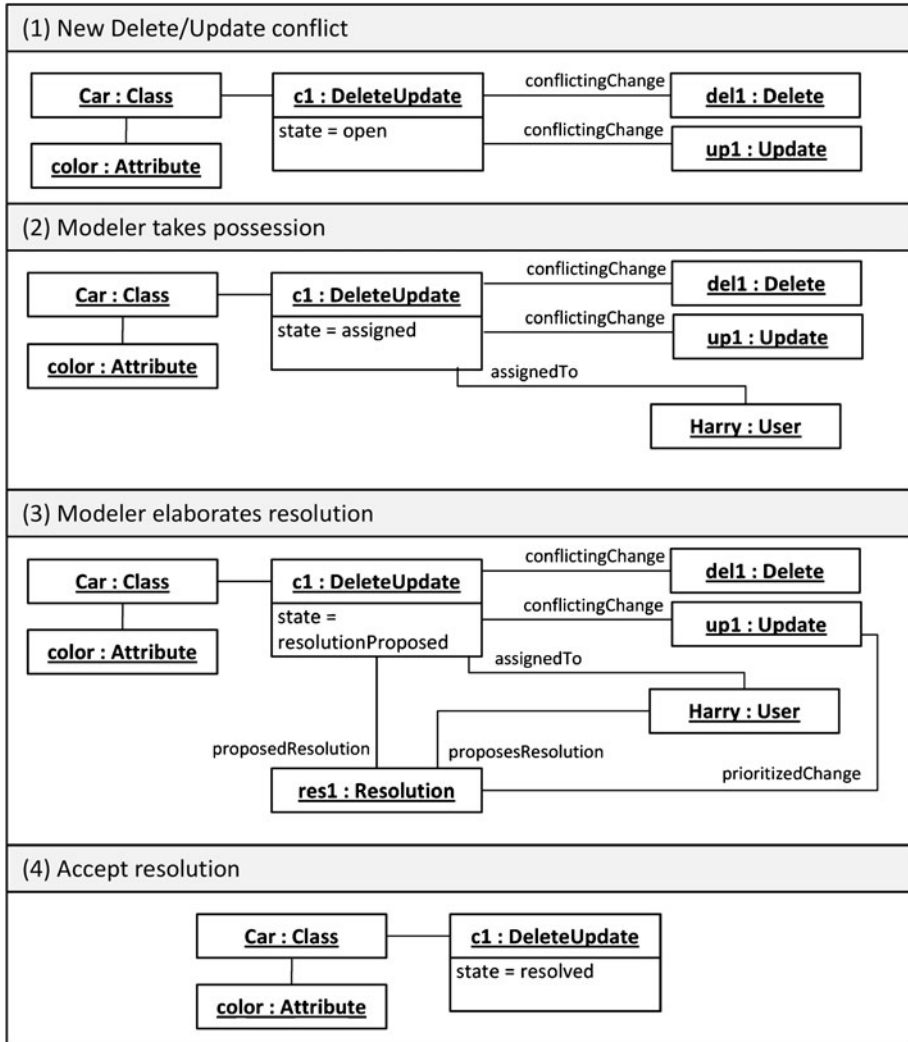 (1) New Delete/Update conflict
Car : Class
c1 : DeleteUpdate
conflictingChange
del1 : Delete
state = open
conflictingChange
up1 : Update
color : Attribute
(2) Modeler takes possession
Car : Class
c1 : DeleteUpdate
conflictingChange
del1 : Delete
state = assigned
conflictingChange
up1 : Update
color : Attribute
assignedTo
Harry : User
(3) Modeler elaborates resolution
Car : Class
c1 : DeleteUpdate
conflictingChange
del1 : Delete
state =
resolutionProposed
conflictingChange
up1 : Update
color : Attribute
assignedTo
Harry : User
proposedResolution
proposesResolution
prioritizedChange
res1 : Resolution
(4) Accept resolution
Car : Class
c1 : DeleteUpdate
state = resolved
color : Attribute